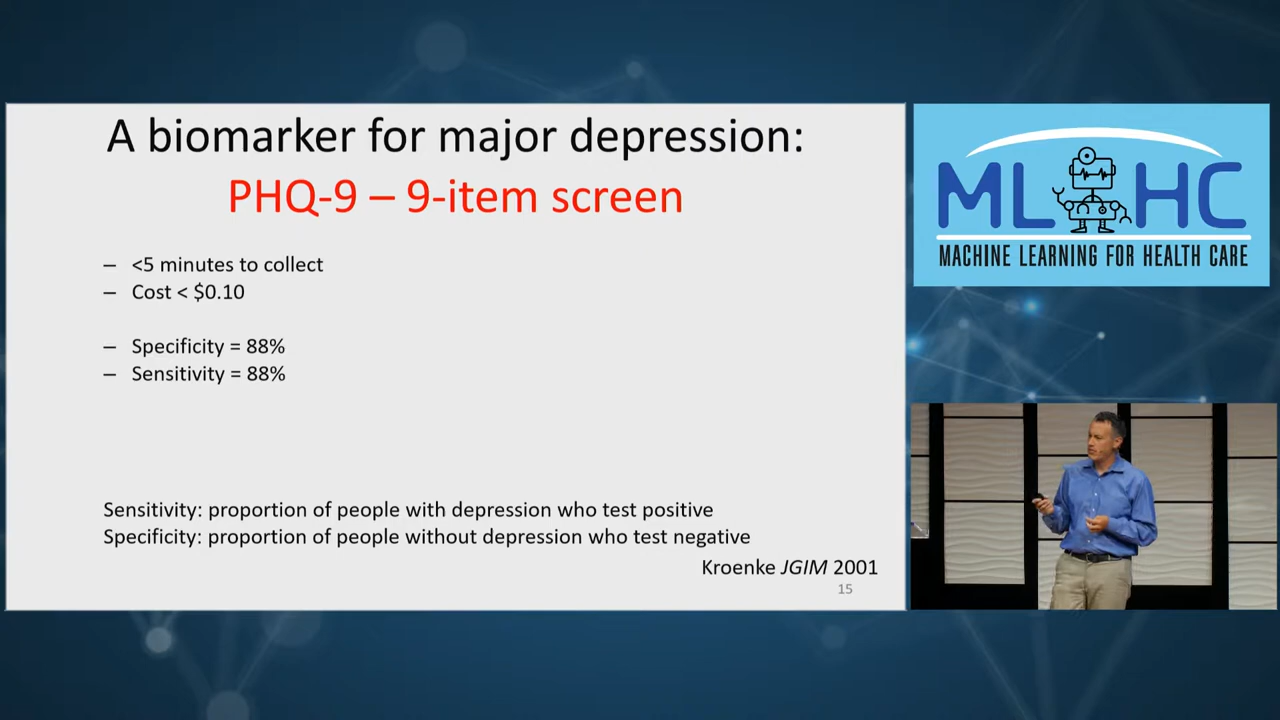 A biomarker for major depression:
PHQ-9 – 9-item screen
– <5 minutes to collect
– Cost < $0.10
– Specificity = 88%
– Sensitivity = 88%
Sensitivity: proportion of people with depression who test positive
Specificity: proportion of people without depression who test negative
Kroenke JGIM 2001
15
ML HC
MACHINE LEARNING FOR HEALTH CARE